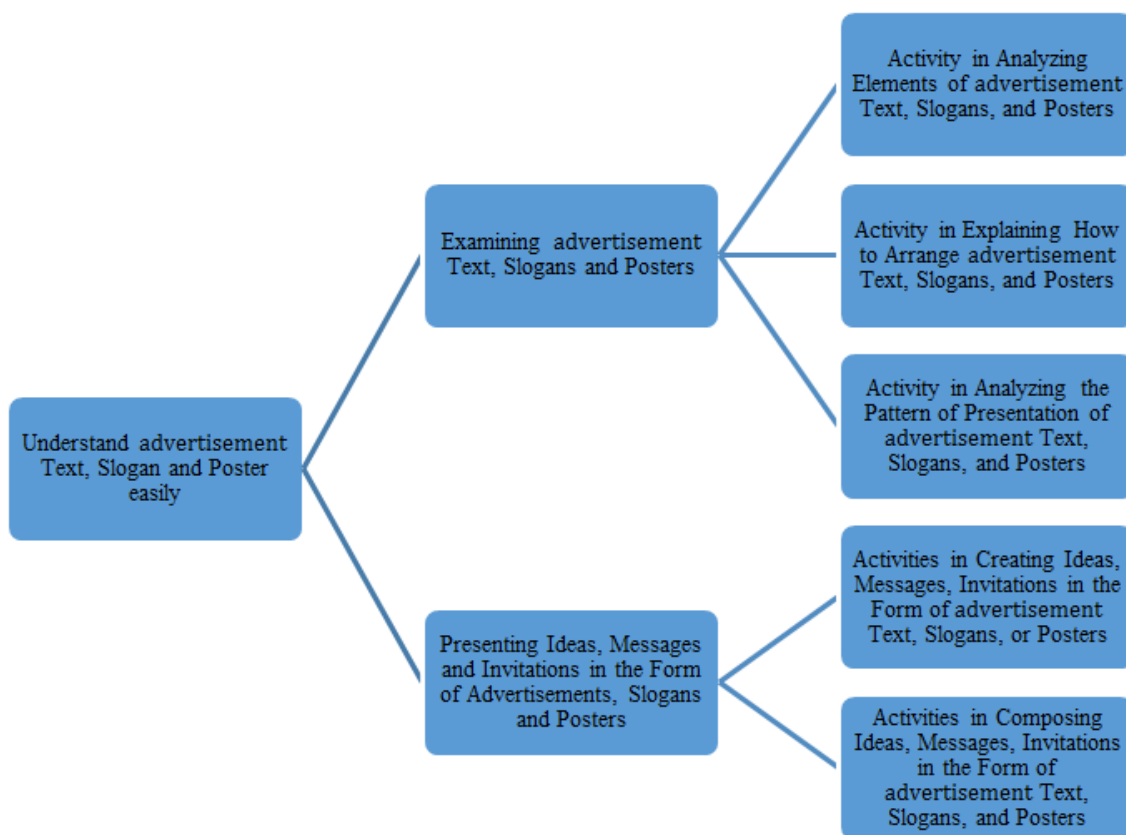 Understand advertisement
Text, Slogan and Poster
easily
Examining advertisement
Text, Slogans and Posters
Presenting Ideas, Messages
and Invitations in the Form
of Advertisements, Slogans
and Posters
Activity in Analyzing
Elements of advertisement
Text, Slogans, and Posters
Activity in Explaining How
to Arrange advertisement
Text, Slogans, and Posters
Activity in Analyzing the
Pattern of Presentation of
advertisement Text,
Slogans, and Posters
Activities in Creating Ideas,
Messages, Invitations in the
Form of advertisement
Text, Slogans, or Posters
Activities in Composing
Ideas, Messages, Invitations
in the Form of
advertisement Text,
Slogans, and Posters